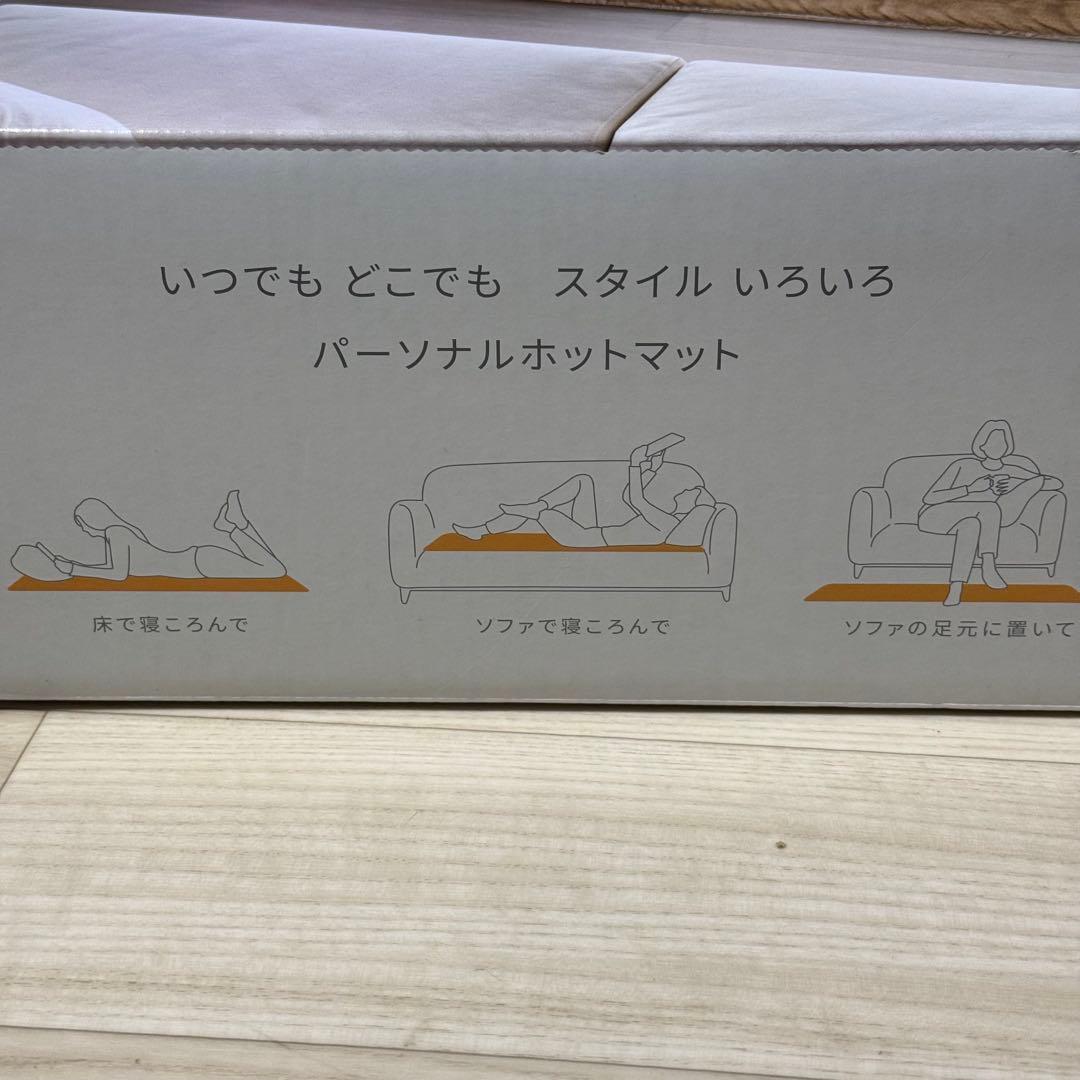 いつでも どこでも　スタイル いろいろ
パーソナルホットマット
床で寝ころんで
ソファで寝ころんで
ソファの足元に置いて